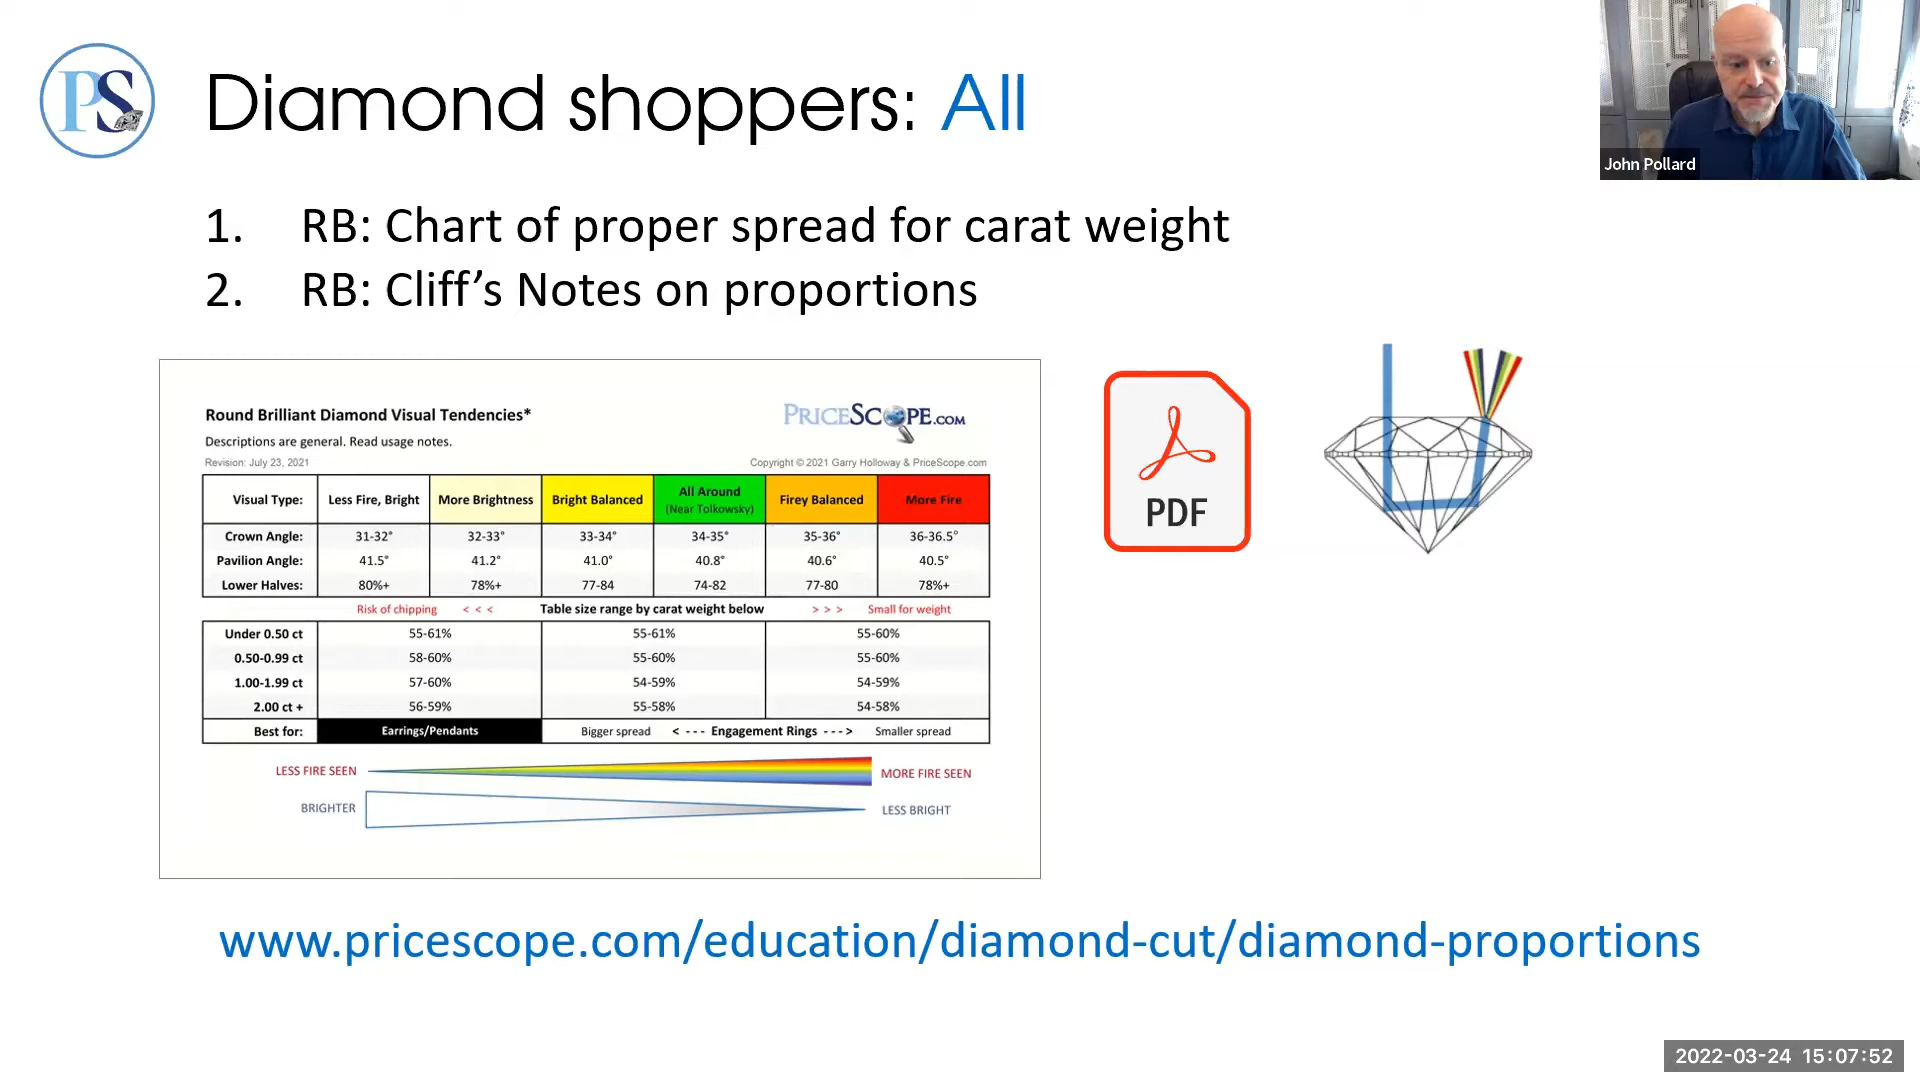 PS
Diamond shoppers: All
John Pollard
1. RB: Chart of proper spread for carat weight
2. RB: Cliff’s Notes on proportions
Round Brilliant Diamond Visual Tendencies*
PRICESCOPE.COM
Descriptions are general. Read usage notes.
Revision: July 23, 2021
Copyright © 2021 Garry Holloway & PriceScope.com
Visual Type: Less Fire, Bright More Brightness Bright Balanced All Around (Near Tolkowsky) Firey Balanced More Fire
Crown Angle: 31-32° 32-33° 33-34° 34-35° 35-36° 36-36.5°
Pavilion Angle: 41.5° 41.2° 41.0° 40.8° 40.6° 40.5°
Lower Halves: 80%+ 78%+ 77-84 74-82 77-80 78%+
Risk of chipping < < < Table size range by carat weight below > > > Small for weight
Under 0.50 ct 55-61% 55-61% 55-60%
0.50-0.99 ct 58-60% 55-60% 55-60%
1.00-1.99 ct 57-60% 54-59% 54-59%
2.00 ct + 56-59% 55-58% 54-58%
Best for: Earrings/Pendants Bigger spread < - - - Engagement Rings - - - > Smaller spread
LESS FIRE SEEN MORE FIRE SEEN
BRIGHTER LESS BRIGHT
PDF
www.pricescope.com/education/diamond-cut/diamond-proportions
2022-03-24 15:07:52